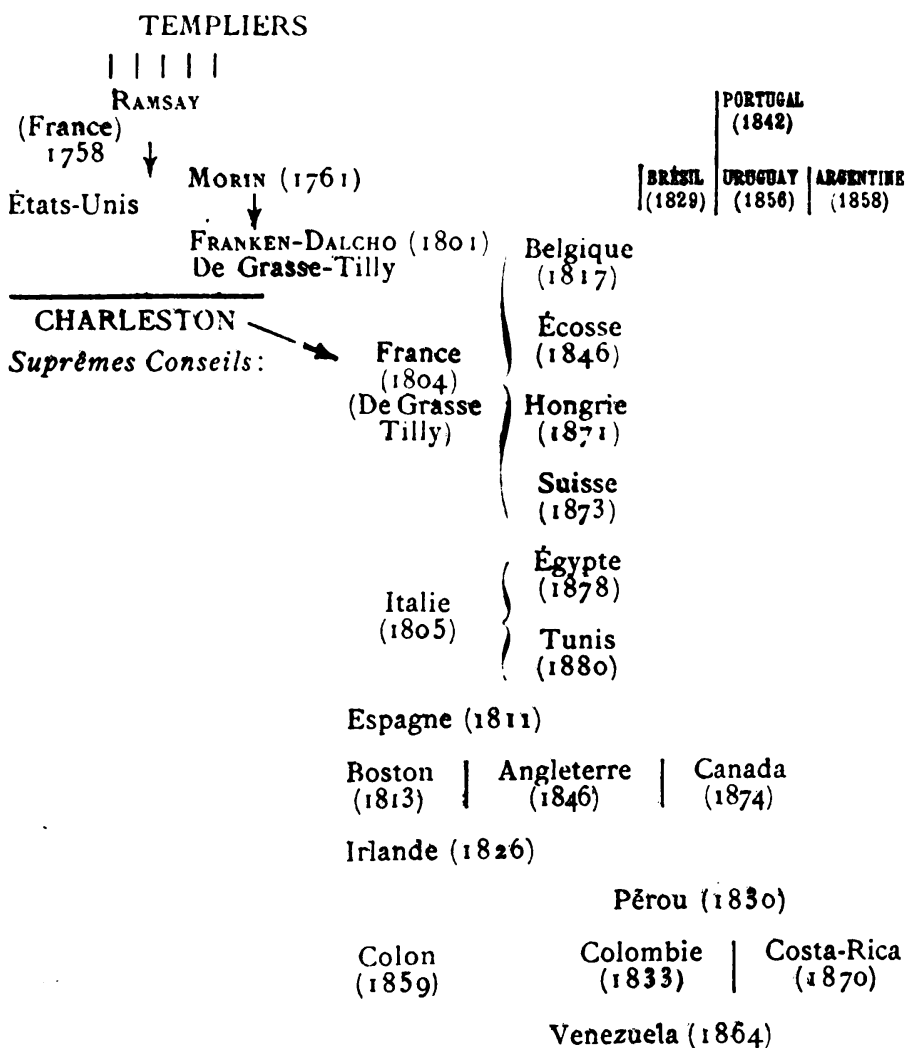 TEMPLIERS
RAMSAY
(France)
1758
États-Unis
MORIN (1761)
FRANKEN-DALCHO (1801)
De Grasse-Tilly
PORTUGAL
(1842)
BRÉSIL URUGUAY ARGENTINE
(1829) (1856) (1858)
CHARLESTON
Suprêmes Conseils:
France
(1804)
(De Grasse
Tilly)
Belgique
(1817)
Écosse
(1846)
Hongrie
(1871)
Suisse
(1873)
Italie
(1805)
Égypte
(1878)
Tunis
(1880)
Espagne (1811)
Boston Angleterre Canada
(1813) (1846) (1874)
Irlande (1826)
Pérou (1830)
Colon Colombie Costa-Rica
(1859) (1833) (1870)
Venezuela (1864)